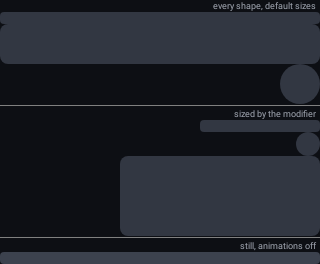 every shape, default sizes
sized by the modifier
still, animations off